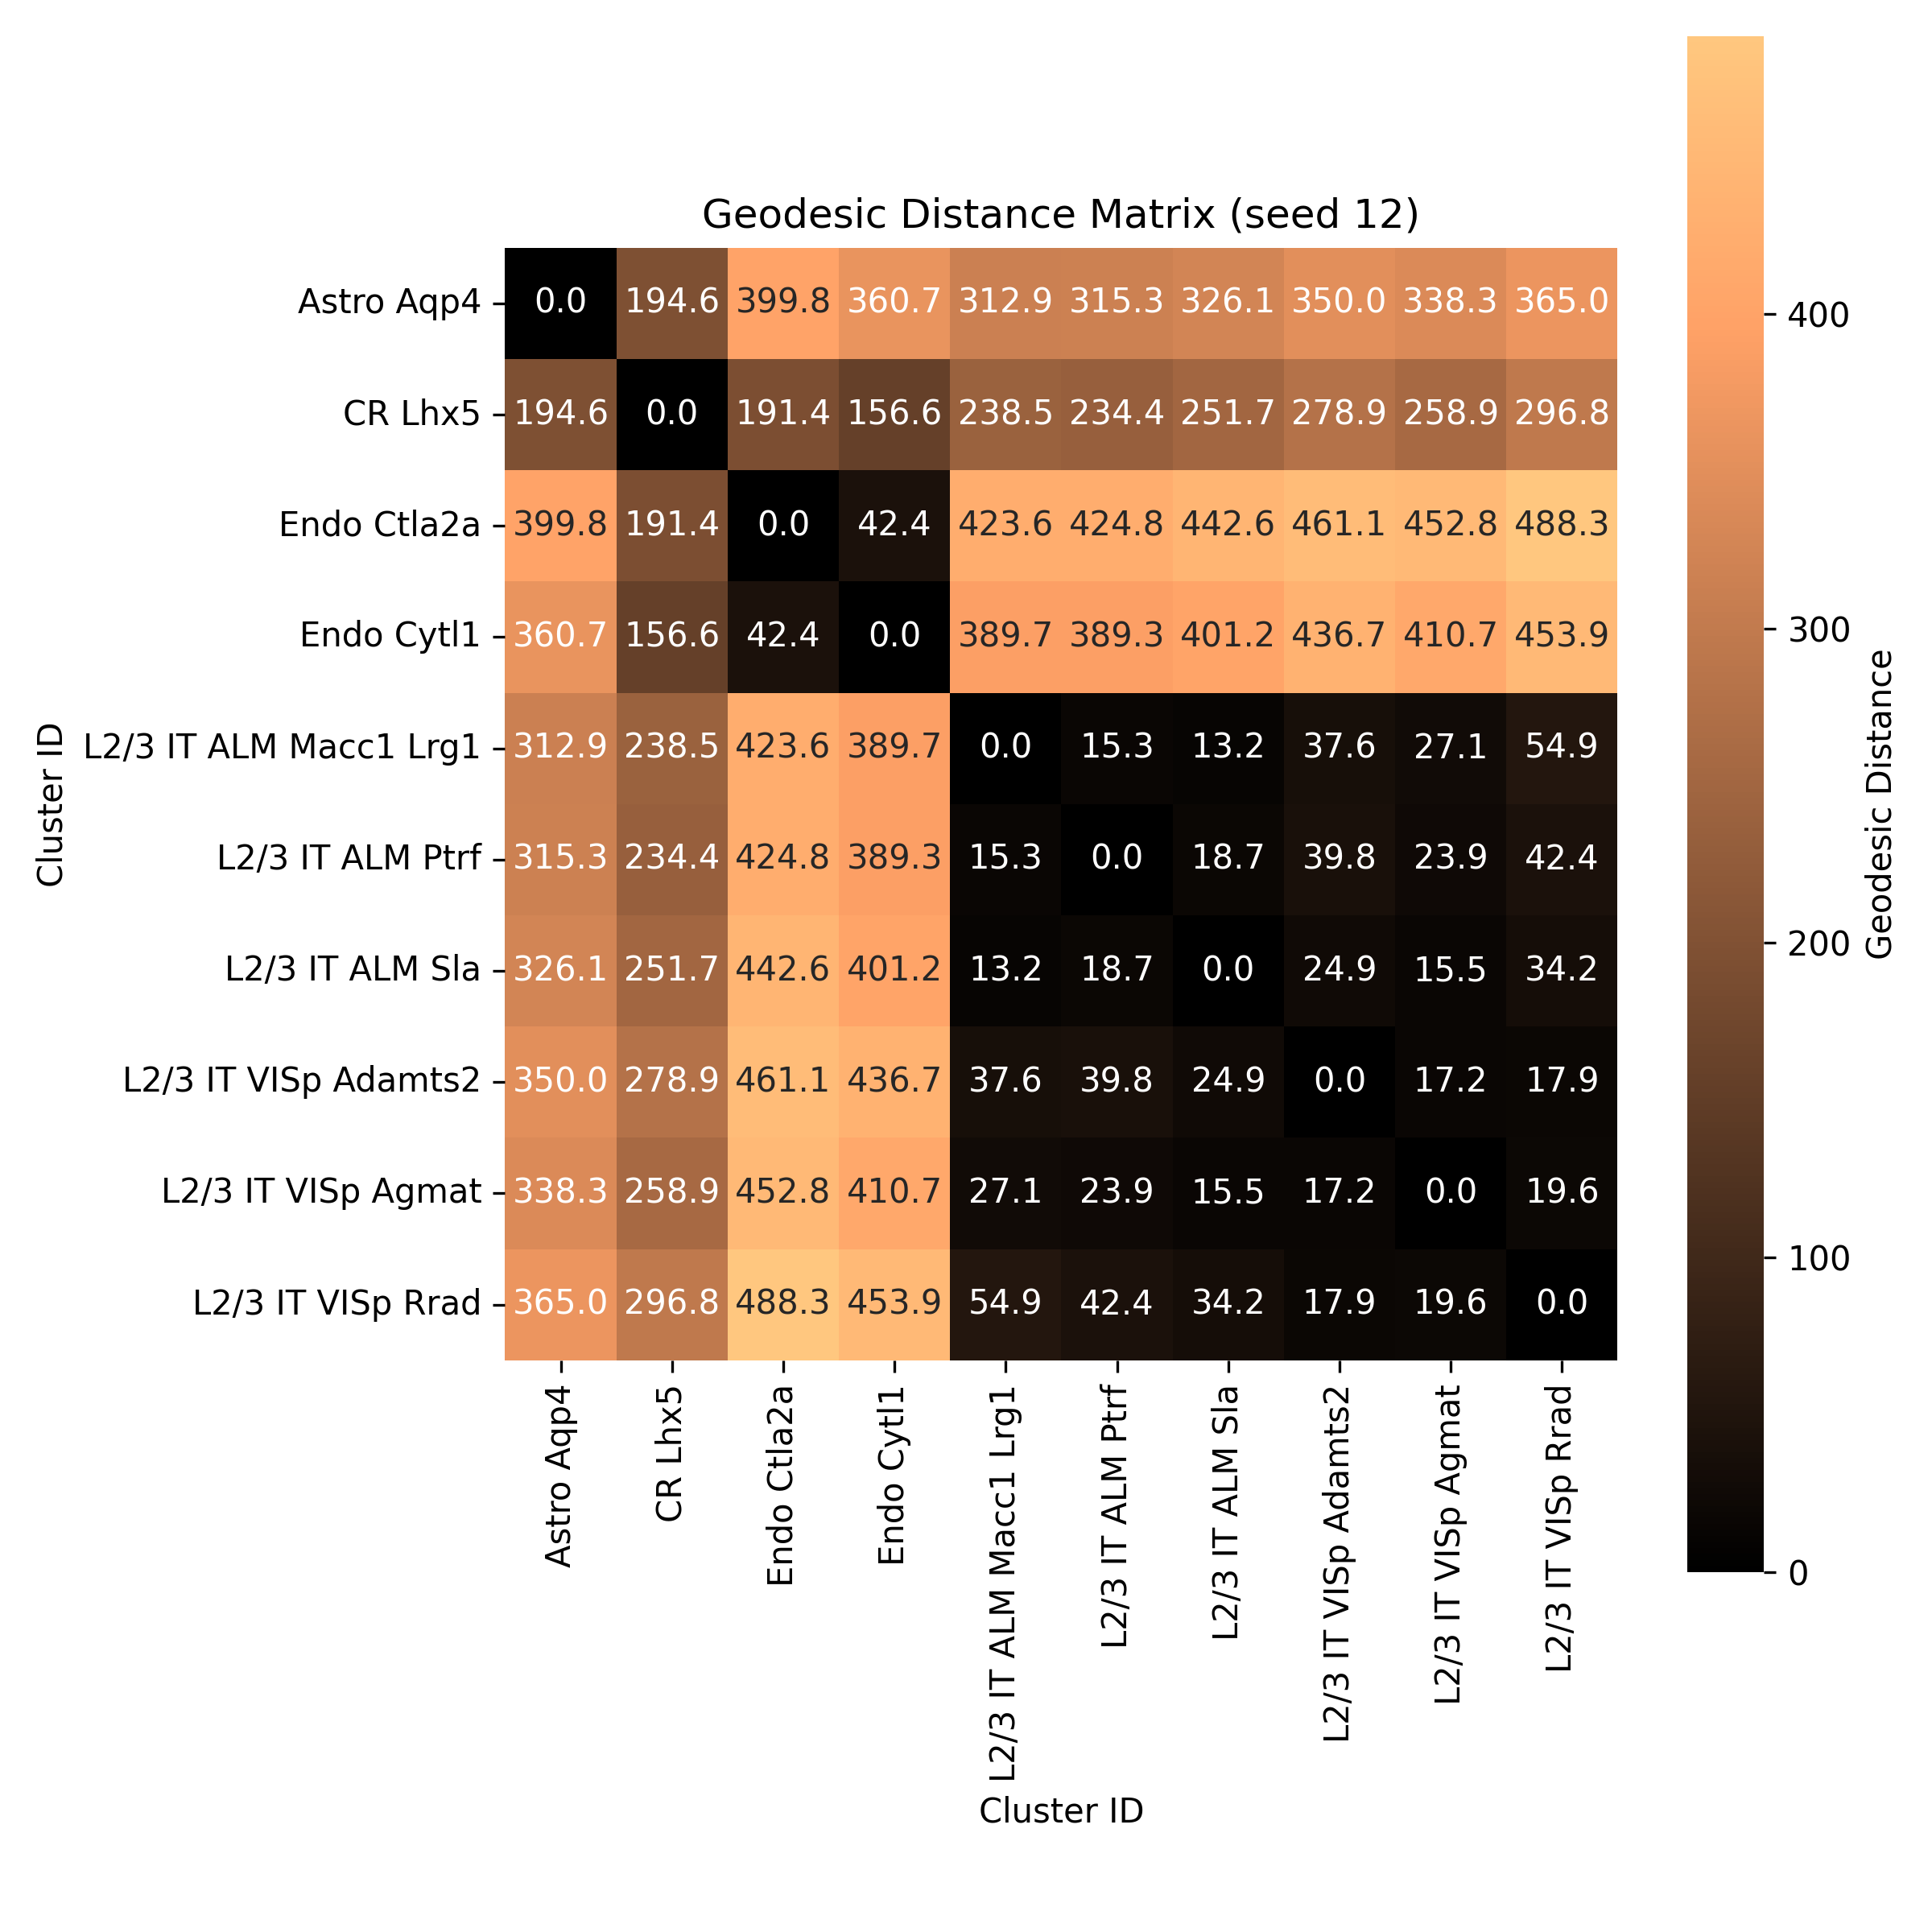 Geodesic Distance Matrix (seed 12)
Astro Aqp4 0.0 194.6 399.8 360.7 312.9 315.3 326.1 350.0 338.3 365.0
CR Lhx5 194.6 0.0 191.4 156.6 238.5 234.4 251.7 278.9 258.9 296.8
Endo Ctla2a 399.8 191.4 0.0 42.4 423.6 424.8 442.6 461.1 452.8 488.3
Endo Cytl1 360.7 156.6 42.4 0.0 389.7 389.3 401.2 436.7 410.7 453.9
L2/3 IT ALM Macc1 Lrg1 312.9 238.5 423.6 389.7 0.0 15.3 13.2 37.6 27.1 54.9
L2/3 IT ALM Ptrf 315.3 234.4 424.8 389.3 15.3 0.0 18.7 39.8 23.9 42.4
L2/3 IT ALM Sla 326.1 251.7 442.6 401.2 13.2 18.7 0.0 24.9 15.5 34.2
L2/3 IT VISp Adamts2 350.0 278.9 461.1 436.7 37.6 39.8 24.9 0.0 17.2 17.9
L2/3 IT VISp Agmat 338.3 258.9 452.8 410.7 27.1 23.9 15.5 17.2 0.0 19.6
L2/3 IT VISp Rrad 365.0 296.8 488.3 453.9 54.9 42.4 34.2 17.9 19.6 0.0
Cluster ID
Astro Aqp4
CR Lhx5
Endo Ctla2a
Endo Cytl1
L2/3 IT ALM Macc1 Lrg1
L2/3 IT ALM Ptrf
L2/3 IT ALM Sla
L2/3 IT VISp Adamts2
L2/3 IT VISp Agmat
L2/3 IT VISp Rrad
Cluster ID
400
300
200
100
0
Geodesic Distance